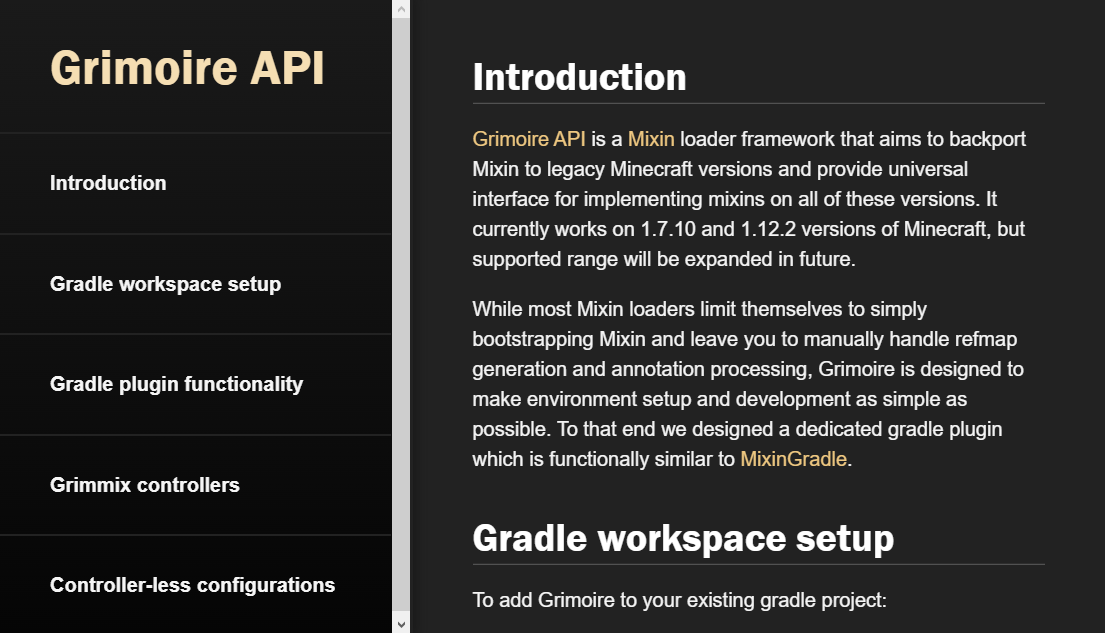 Grimoire API
Introduction
Gradle workspace setup
Gradle plugin functionality
Grimmix controllers
Controller-less configurations
Introduction
Grimoire API is a Mixin loader framework that aims to backport
Mixin to legacy Minecraft versions and provide universal
interface for implementing mixins on all of these versions. It
currently works on 1.7.10 and 1.12.2 versions of Minecraft, but
supported range will be expanded in future.
While most Mixin loaders limit themselves to simply
bootstrapping Mixin and leave you to manually handle refmap
generation and annotation processing, Grimoire is designed to
make environment setup and development as simple as
possible. To that end we designed a dedicated gradle plugin
which is functionally similar to MixinGradle.
Gradle workspace setup
To add Grimoire to your existing gradle project: